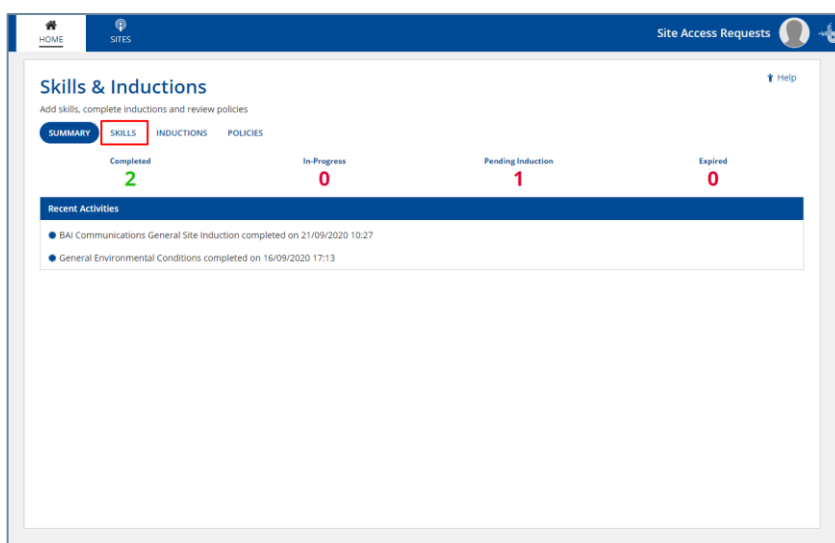 HOME
SITES
Site Access Requests
Help
Skills & Inductions
Add skills, complete inductions and review policies
SUMMARY SKILLS INDUCTIONS POLICIES
Completed In-Progress Pending Induction Expired
2 0 1 0
Recent Activities
BAI Communications General Site Induction completed on 21/09/2020 10:27
General Environmental Conditions completed on 16/09/2020 17:13